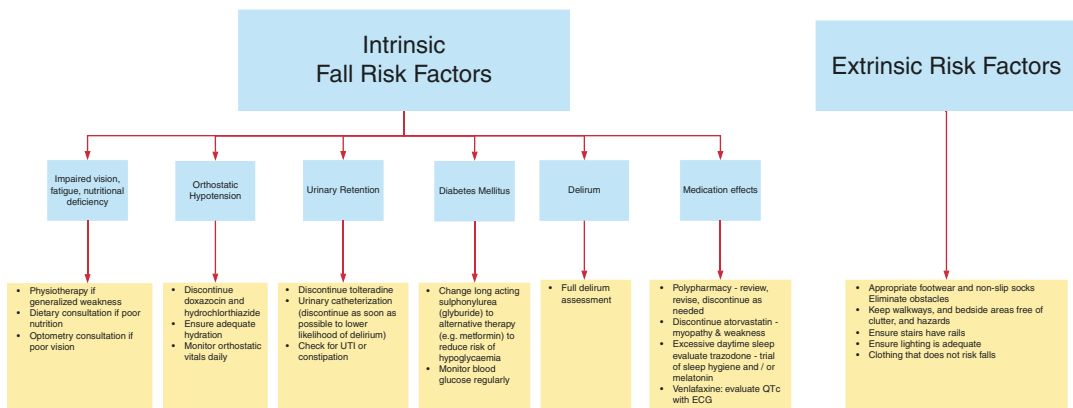 Intrinsic
Fall Risk Factors
Extrinsic Risk Factors
Impaired vision,
fatigue, nutritional
deficiency
Orthostatic
Hypotension
Urinary Retention
Diabetes Mellitus
Delirum
Medication effects
• Physiotherapy if
generalized weakness
• Dietary consultation if poor
nutrition
• Optometry consultation if
poor vision
• Discontinue
doxazocin and
hydrochlorthiazide
• Ensure adequate
hydration
• Monitor orthostatic
vitals daily
• Discontinue tolteradine
• Urinary catheterization
(discontinue as soon as
possible to lower
likelihood of delirium)
• Check for UTI or
constipation
• Change long acting
sulphonylurea
(glyburide) to
alternative therapy
(e.g. metformin) to
reduce risk of
hypoglycaemia
• Monitor blood
glucose regularly
• Full delirum
assessment
• Polypharmacy - review,
revise, discontinue as
needed
• Discontinue atorvastatin -
myopathy & weakness
• Excessive daytime sleep
evaluate trazodone - trial
of sleep hygiene and / or
melatonin
• Venlafaxine: evaluate QTc
with ECG
• Appropriate footwear and non-slip socks
Eliminate obstacles
• Keep walkways, and bedside areas free of
clutter, and hazards
• Ensure stairs have rails
• Ensure lighting is adequate
• Clothing that does not risk falls